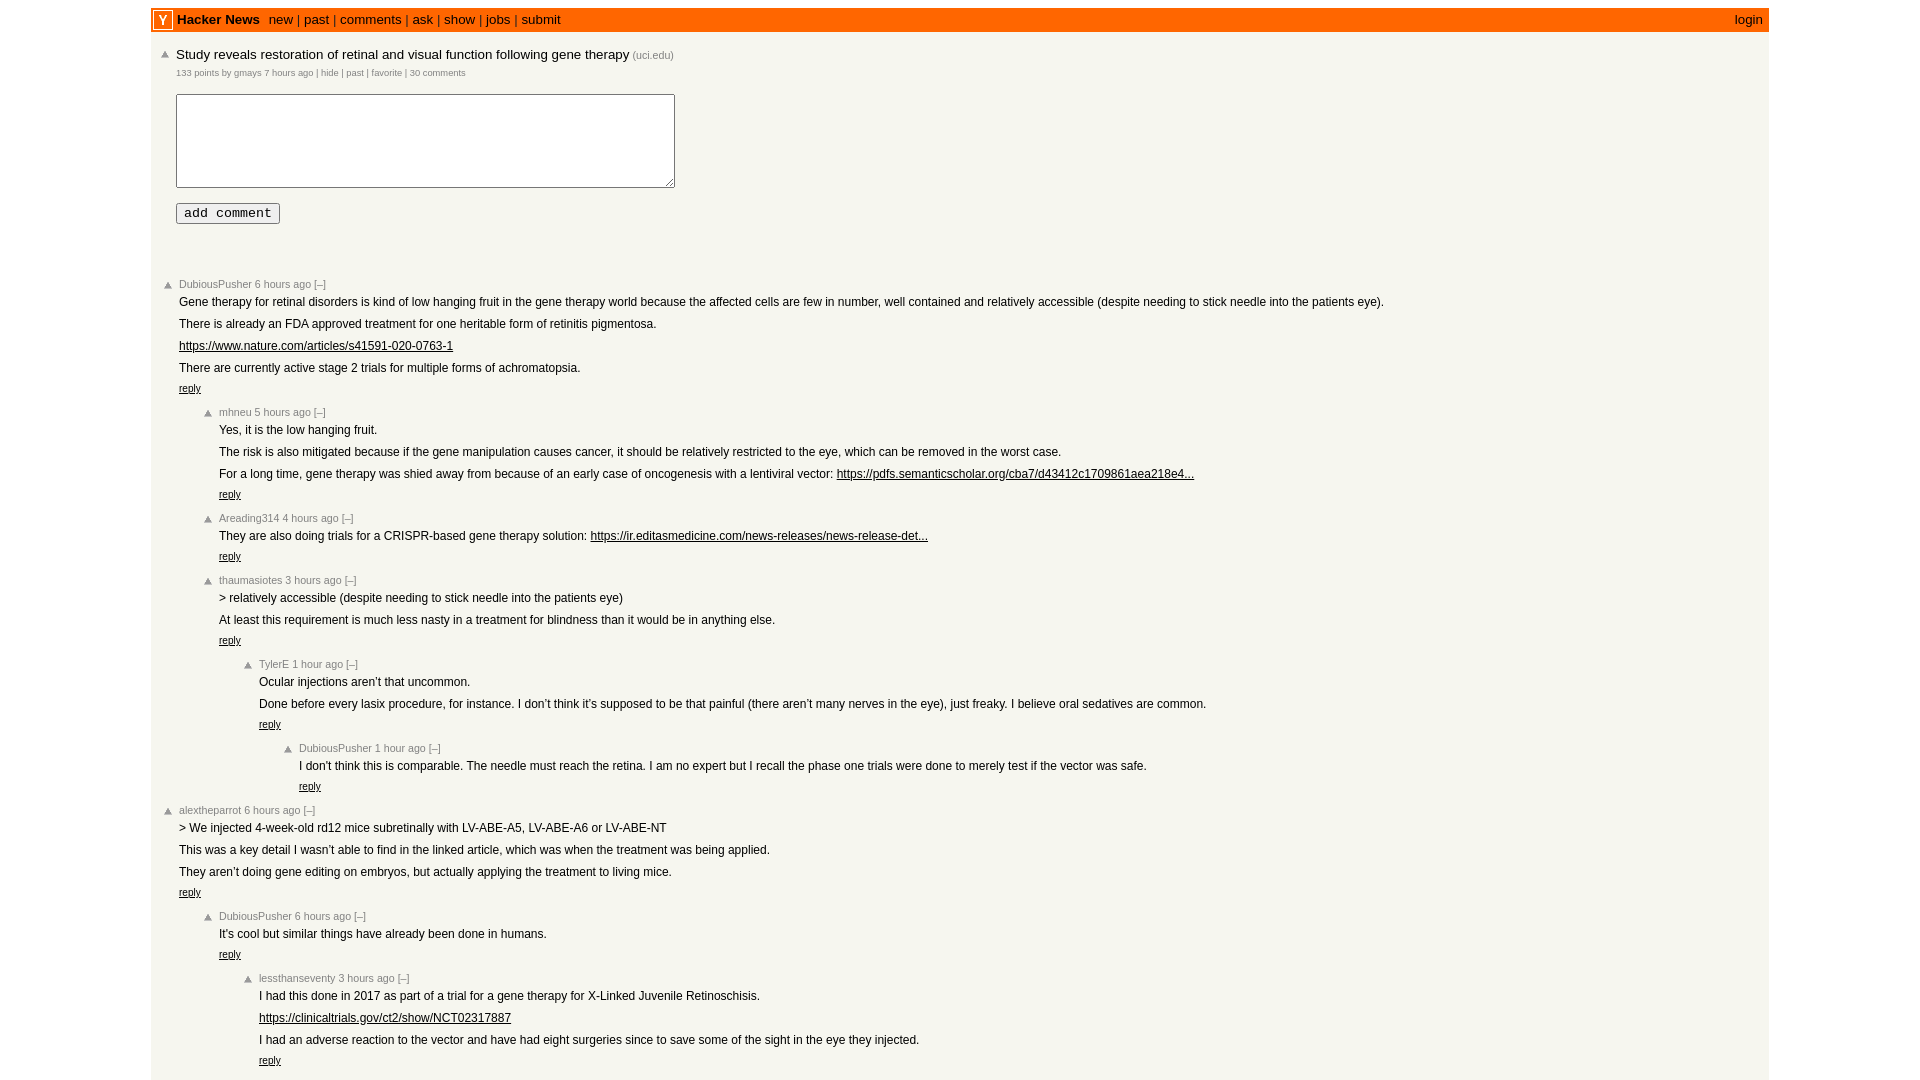 Y Hacker News new | past | comments | ask | show | jobs | submit login
Study reveals restoration of retinal and visual function following gene therapy (uci.edu)
133 points by gmays 7 hours ago | hide | past | favorite | 30 comments
add comment
DubiousPusher 6 hours ago [–]
Gene therapy for retinal disorders is kind of low hanging fruit in the gene therapy world because the affected cells are few in number, well contained and relatively accessible (despite needing to stick needle into the patients eye).
There is already an FDA approved treatment for one heritable form of retinitis pigmentosa.
https://www.nature.com/articles/s41591-020-0763-1
There are currently active stage 2 trials for multiple forms of achromatopsia.
reply
mhneu 5 hours ago [–]
Yes, it is the low hanging fruit.
The risk is also mitigated because if the gene manipulation causes cancer, it should be relatively restricted to the eye, which can be removed in the worst case.
For a long time, gene therapy was shied away from because of an early case of oncogenesis with a lentiviral vector: https://pdfs.semanticscholar.org/cba7/d43412c1709861aea218e4...
reply
Areading314 4 hours ago [–]
They are also doing trials for a CRISPR-based gene therapy solution: https://ir.editasmedicine.com/news-releases/news-release-det...
reply
thaumasiotes 3 hours ago [–]
> relatively accessible (despite needing to stick needle into the patients eye)
At least this requirement is much less nasty in a treatment for blindness than it would be in anything else.
reply
TylerE 1 hour ago [–]
Ocular injections aren’t that uncommon.
Done before every lasix procedure, for instance. I don’t think it’s supposed to be that painful (there aren’t many nerves in the eye), just freaky. I believe oral sedatives are common.
reply
DubiousPusher 1 hour ago [–]
I don't think this is comparable. The needle must reach the retina. I am no expert but I recall the phase one trials were done to merely test if the vector was safe.
reply
alextheparrot 6 hours ago [–]
> We injected 4-week-old rd12 mice subretinally with LV-ABE-A5, LV-ABE-A6 or LV-ABE-NT
This was a key detail I wasn’t able to find in the linked article, which was when the treatment was being applied.
They aren’t doing gene editing on embryos, but actually applying the treatment to living mice.
reply
DubiousPusher 6 hours ago [–]
It's cool but similar things have already been done in humans.
reply
lessthanseventy 3 hours ago [–]
I had this done in 2017 as part of a trial for a gene therapy for X-Linked Juvenile Retinoschisis.
https://clinicaltrials.gov/ct2/show/NCT02317887
I had an adverse reaction to the vector and have had eight surgeries since to save some of the sight in the eye they injected.
reply